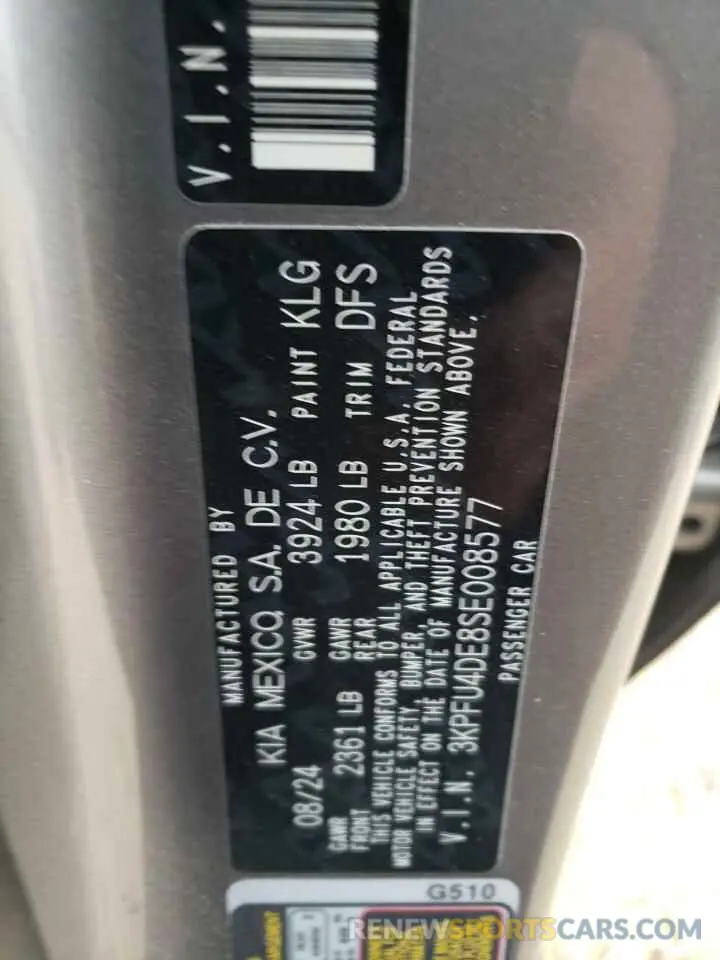 V.I.N.
MANUFACTURED BY
KIA MEXICO, S.A. DE C.V.
08/24 GVWR 3924 LB PAINT KLG
GAWR FRONT 2361 LB GAWR REAR 1980 LB TRIM DFS
THIS VEHICLE CONFORMS TO ALL APPLICABLE U.S.A. FEDERAL
MOTOR VEHICLE SAFETY, BUMPER, AND THEFT PREVENTION STANDARDS
IN EFFECT ON THE DATE OF MANUFACTURE SHOWN ABOVE.
V.I.N. 3KPFU4DE8SE008577
PASSENGER CAR
G510
RENEWSPORTSCARS.COM